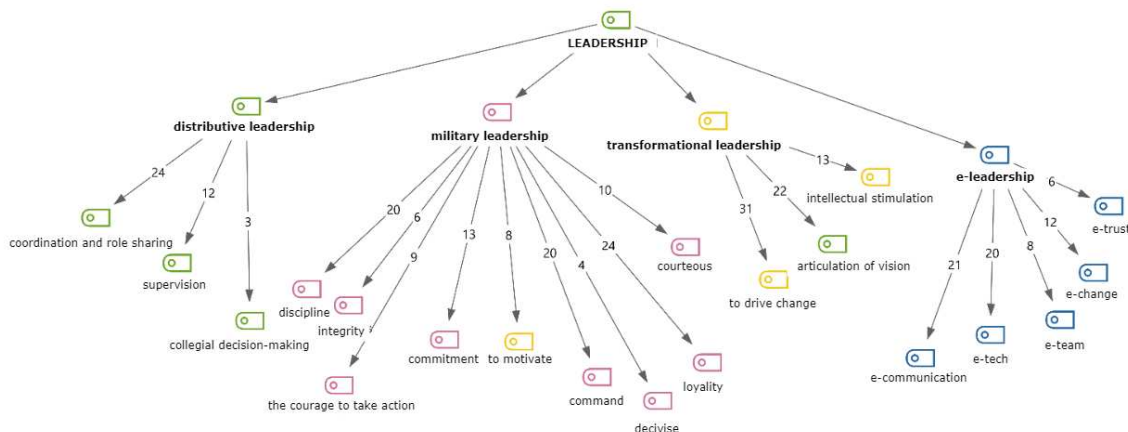 LEADERSHIP
distributive leadership
military leadership
transformational leadership
e-leadership
24
12
3
20
6
9
13
8
20
4
24
10
31
22
13
21
20
8
12
6
coordination and role sharing
supervision
collegial decision-making
discipline
integrity
the courage to take action
commitment
to motivate
command
decivise
loyality
courteous
to drive change
articulation of vision
intellectual stimulation
e-communication
e-tech
e-team
e-change
e-trust